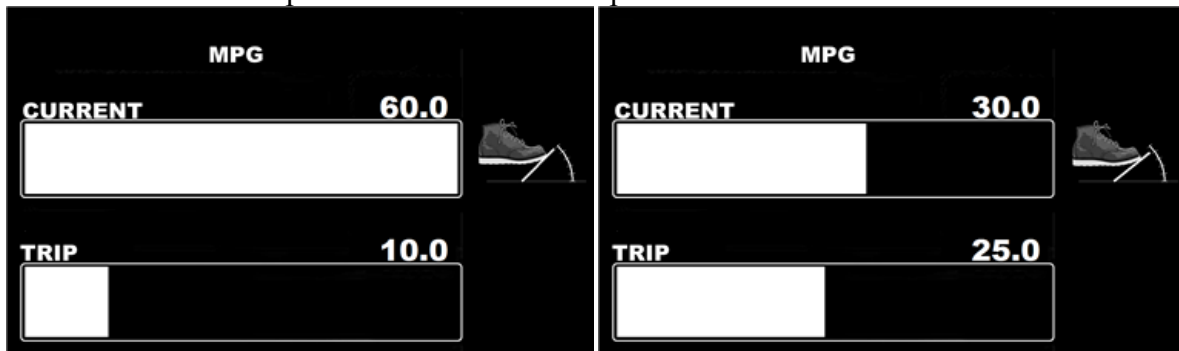 MPG
CURRENT 60.0
TRIP 10.0
MPG
CURRENT 30.0
TRIP 25.0